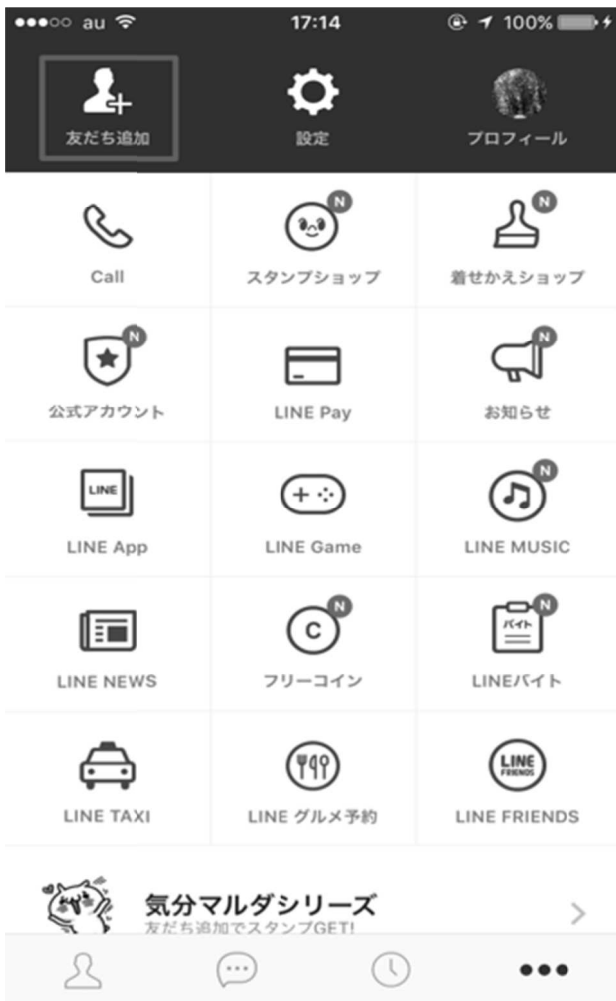 au 17:14 100%
友だち追加 設定 プロフィール
N N
Call スタンプショップ 着せかえショップ
N N
公式アカウント LINE Pay お知らせ
LINE N
LINE App LINE Game LINE MUSIC
C N バイト N
LINE NEWS フリーコイン LINEバイト
LINE FRIENDS
LINE TAXI LINE グルメ予約 LINE FRIENDS
気分マルダシリーズ
友だち追加でスタンプGET!